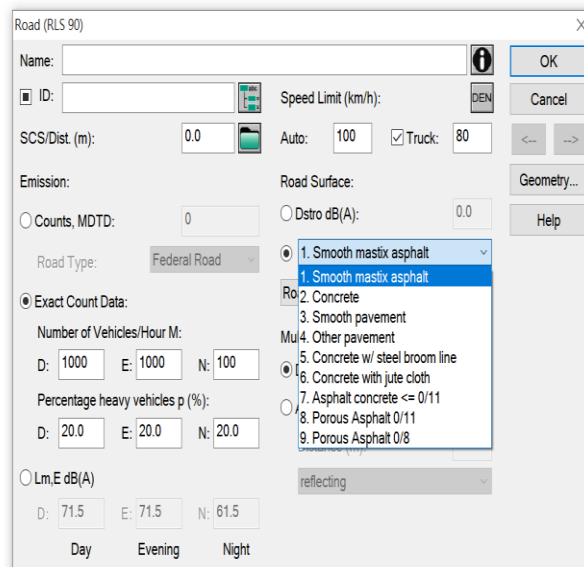 Road (RLS 90)
Name:
ID:
abc
Speed Limit (km/h):
DEN
SCS/Dist. (m): 0.0
Auto: 100 Truck: 80
Emission:
Road Surface:
Counts, MDTD: 0
Dstro dB(A): 0.0
Road Type: Federal Road
1. Smooth mastix asphalt
1. Smooth mastix asphalt
2. Concrete
3. Smooth pavement
4. Other pavement
5. Concrete w/ steel broom line
6. Concrete with jute cloth
7. Asphalt concrete <= 0/11
8. Porous Asphalt 0/11
9. Porous Asphalt 0/8
Exact Count Data:
Number of Vehicles/Hour M:
D: 1000 E: 1000 N: 100
Percentage heavy vehicles p (%):
D: 20.0 E: 20.0 N: 20.0
reflecting
Lm,E dB(A)
D: 71.5 E: 71.5 N: 61.5
Day Evening Night
OK
Cancel
<-- -->
Geometry...
Help